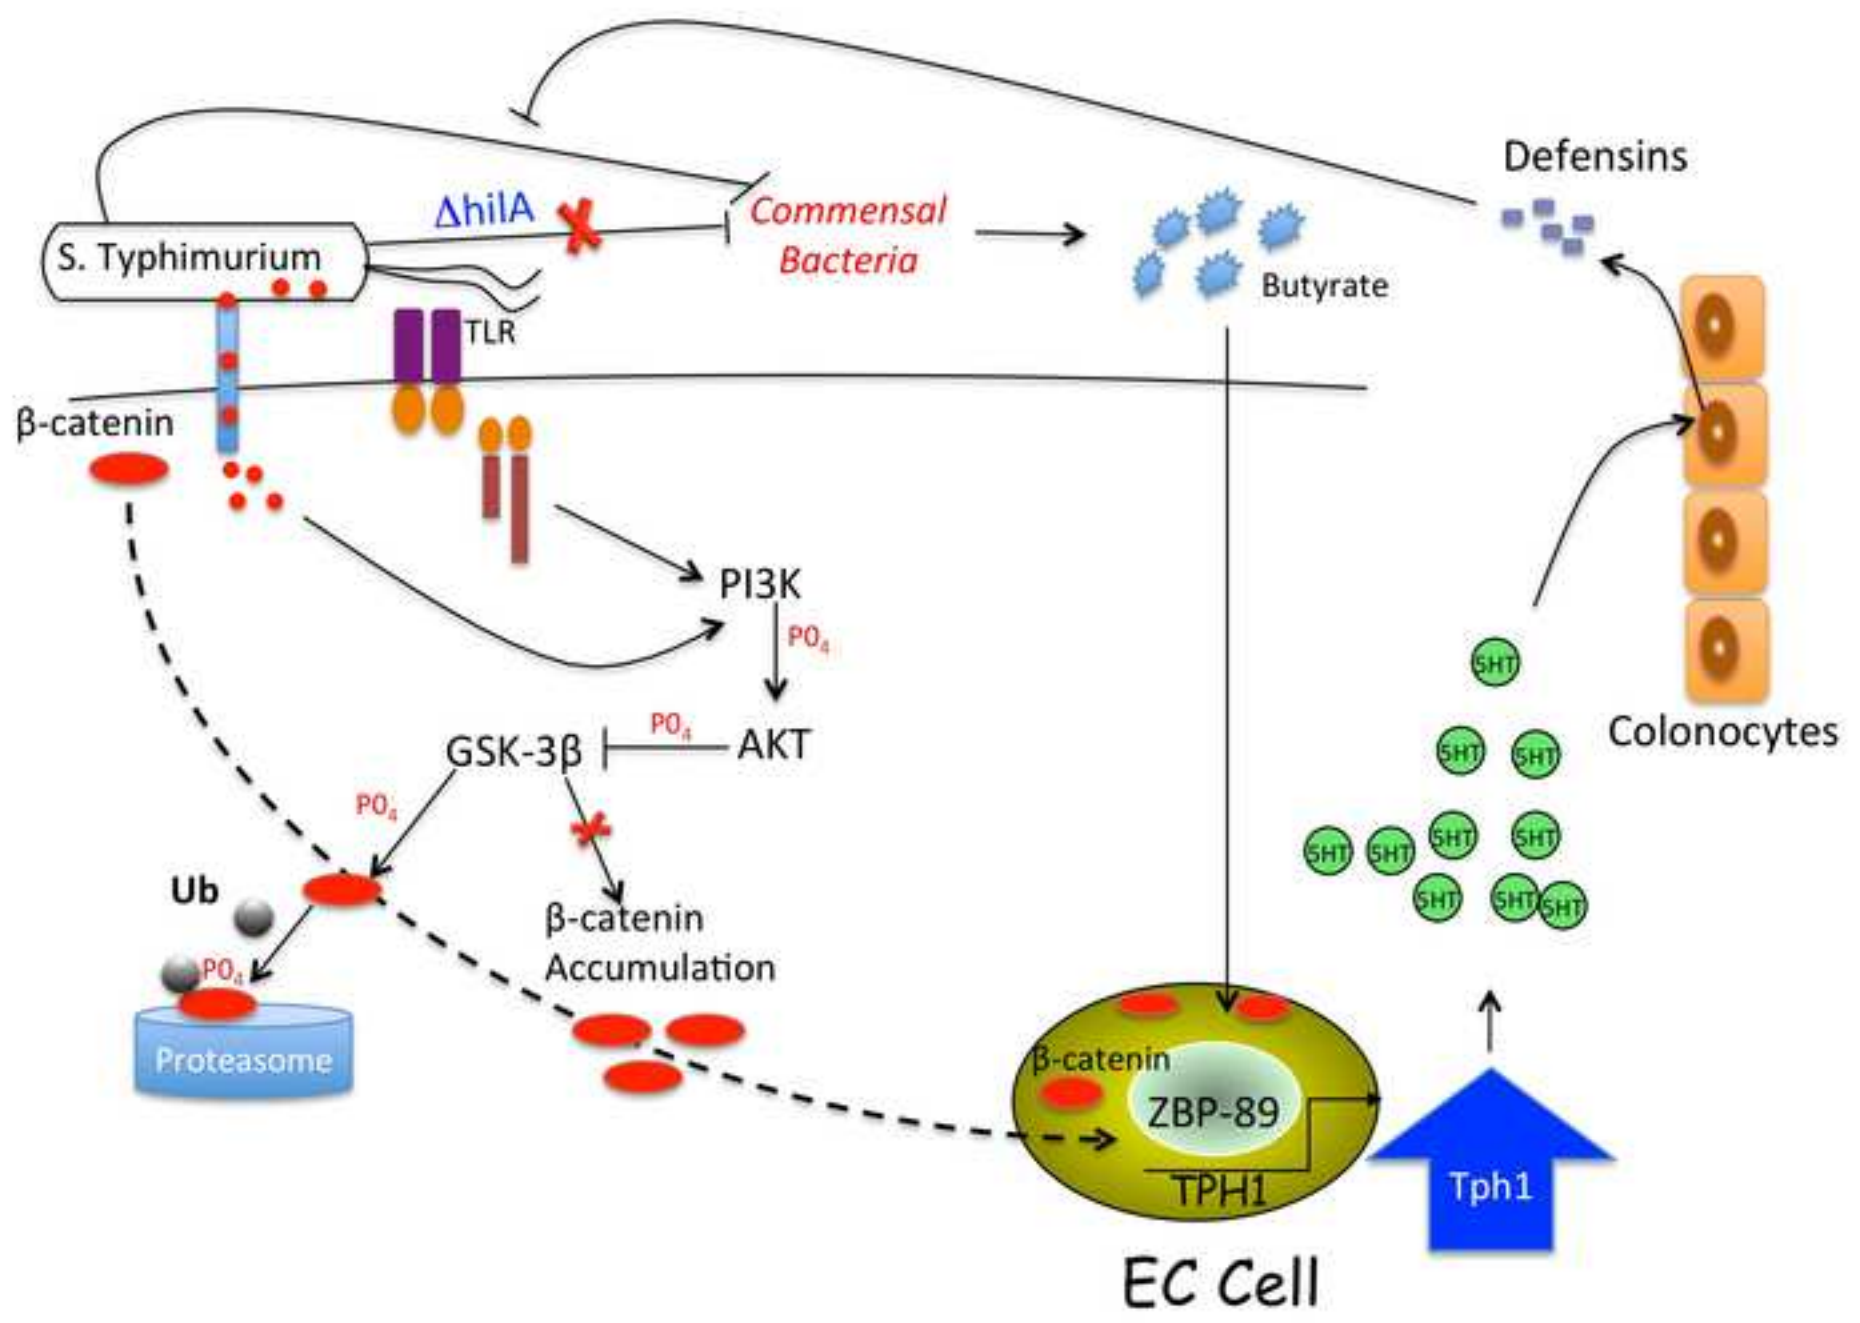 Defensins
ΔhilA
S. Typhimurium
Commensal
Bacteria
Butyrate
TLR
β-catenin
PI3K
PO4
5HT
Colonocytes
PO4
GSK-3β
AKT
5HT
5HT
PO4
5HT
5HT
5HT
5HT
Ub
β-catenin
Accumulation
5HT
5HT
5HT
PO4
Proteasome
β-catenin
ZBP-89
TPH1
Tph1
EC Cell